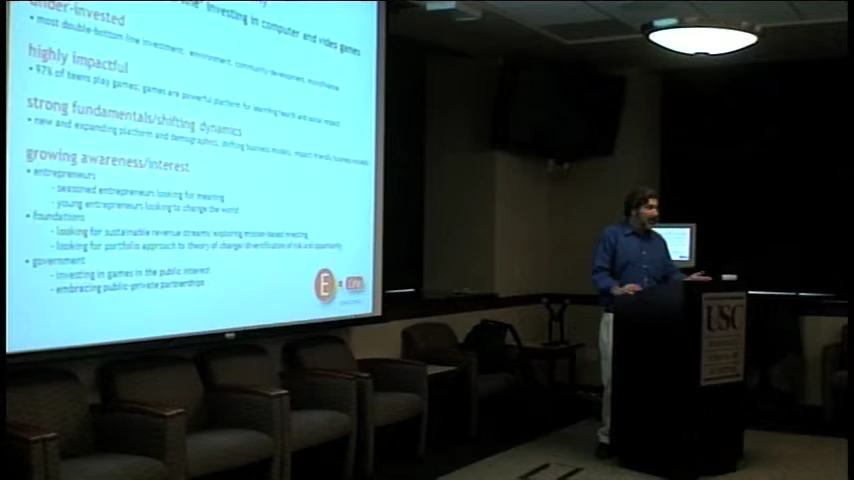 under-invested
• most double-bottom line investment: environment, community development, microfinance
investing in computer and video games
highly impactful
• 97% of teens play games; games are powerful platform for learning health and social impact
strong fundamentals/shifting dynamics
• new and expanding platform and demographics, shifting business models, impact friendly business models
growing awareness/interest
• entrepreneurs
- seasoned entrepreneurs looking for meaning
- young entrepreneurs looking to change the world
• foundations
- looking for sustainable revenue streams/exploring mission-based investing
- looking for portfolio approach to theory of change/diversification of risk and opportunity
• government
- investing in games in the public interest
- embracing public-private partnerships
E
Line
USC